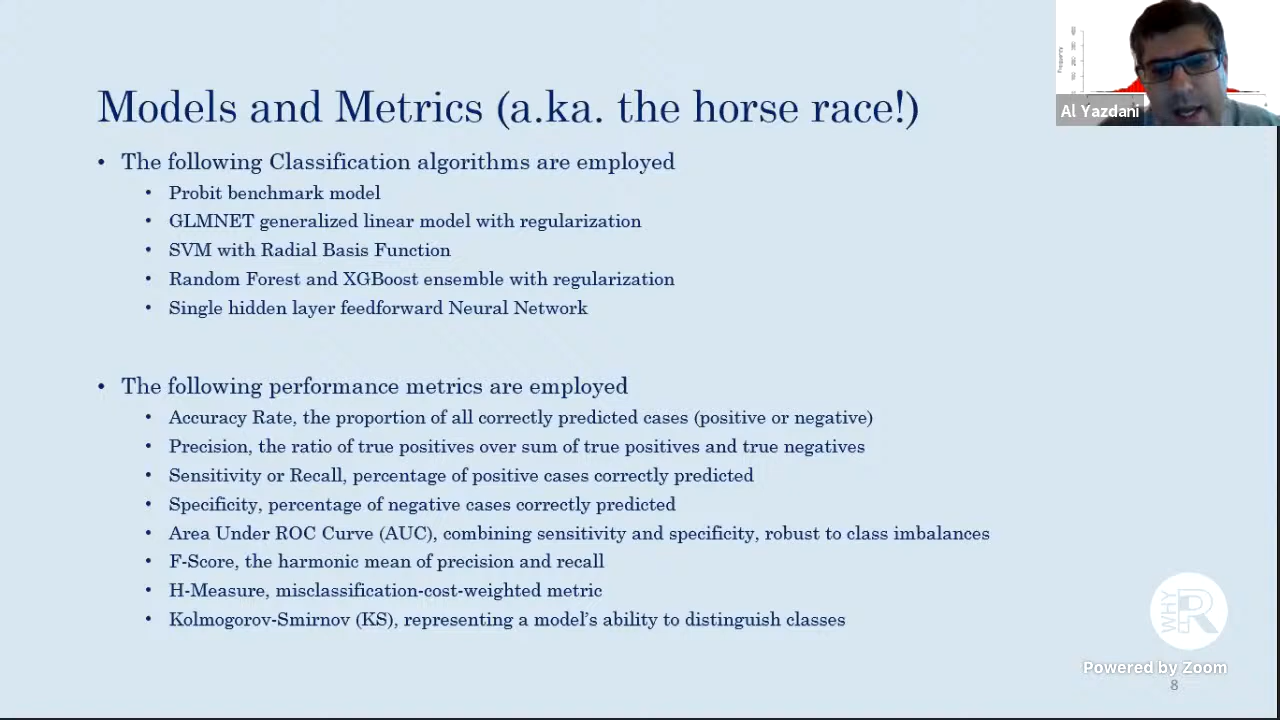 Models and Metrics (a.ka. the horse race!)
• The following Classification algorithms are employed
• Probit benchmark model
• GLMNET generalized linear model with regularization
• SVM with Radial Basis Function
• Random Forest and XGBoost ensemble with regularization
• Single hidden layer feedforward Neural Network
• The following performance metrics are employed
• Accuracy Rate, the proportion of all correctly predicted cases (positive or negative)
• Precision, the ratio of true positives over sum of true positives and true negatives
• Sensitivity or Recall, percentage of positive cases correctly predicted
• Specificity, percentage of negative cases correctly predicted
• Area Under ROC Curve (AUC), combining sensitivity and specificity, robust to class imbalances
• F-Score, the harmonic mean of precision and recall
• H-Measure, misclassification-cost-weighted metric
• Kolmogorov-Smirnov (KS), representing a model's ability to distinguish classes
Frequency
Al Yazdani
WHY R
Powered by Zoom
8